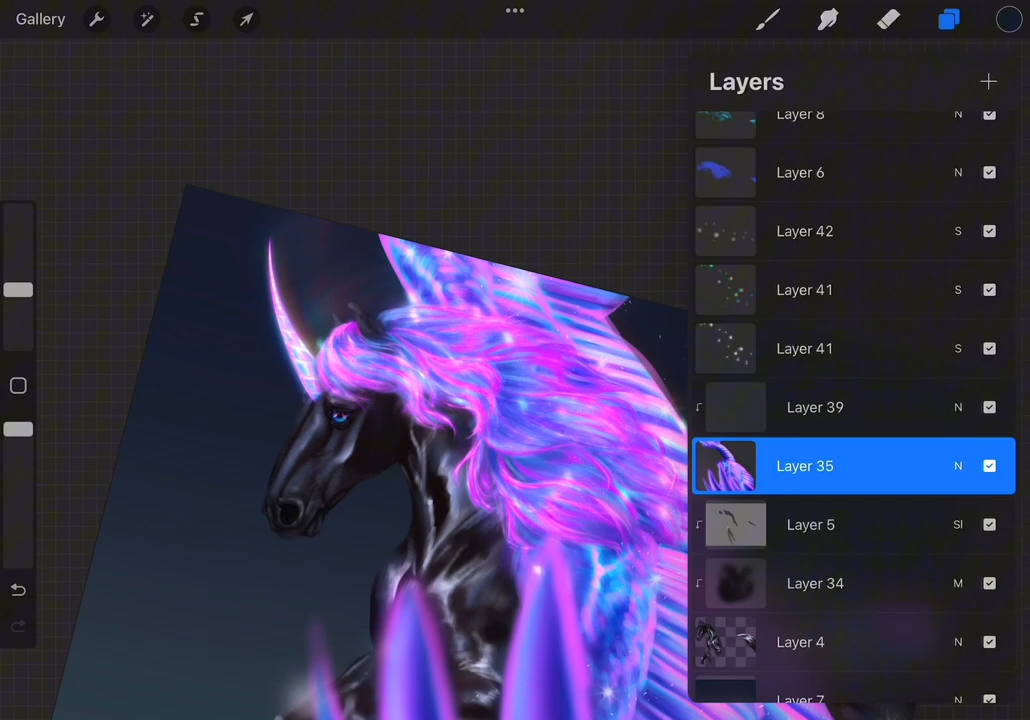 Gallery
Layers
Layer 8 N
Layer 6 N
Layer 42 S
Layer 41 S
Layer 41 S
Layer 39 N
Layer 35 N
Layer 5 Sl
Layer 34 M
Layer 4 N
Layer 7 N